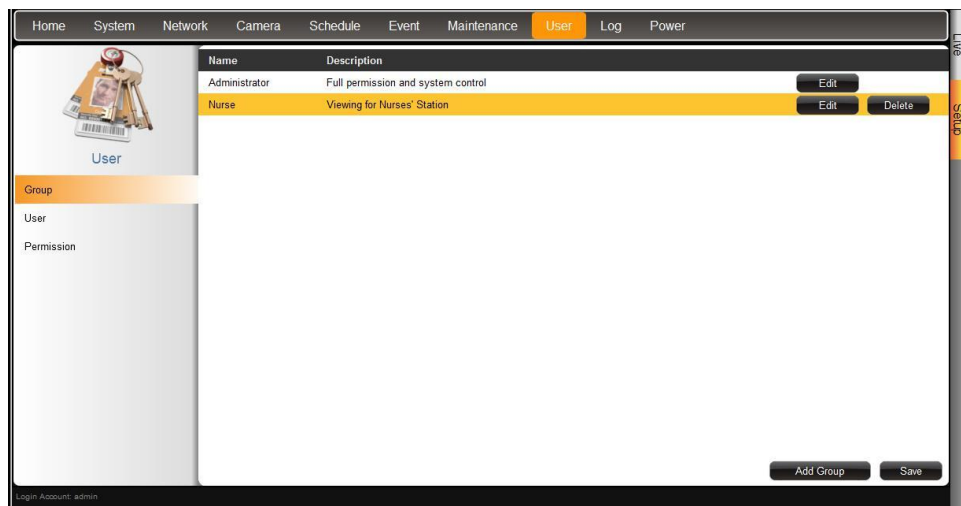 Home System Network Camera Schedule Event Maintenance User Log Power
Live
Setup
User
Group
User
Permission
Name Description
Administrator Full permission and system control Edit
Nurse Viewing for Nurses' Station Edit Delete
Add Group Save
Login Account: admin